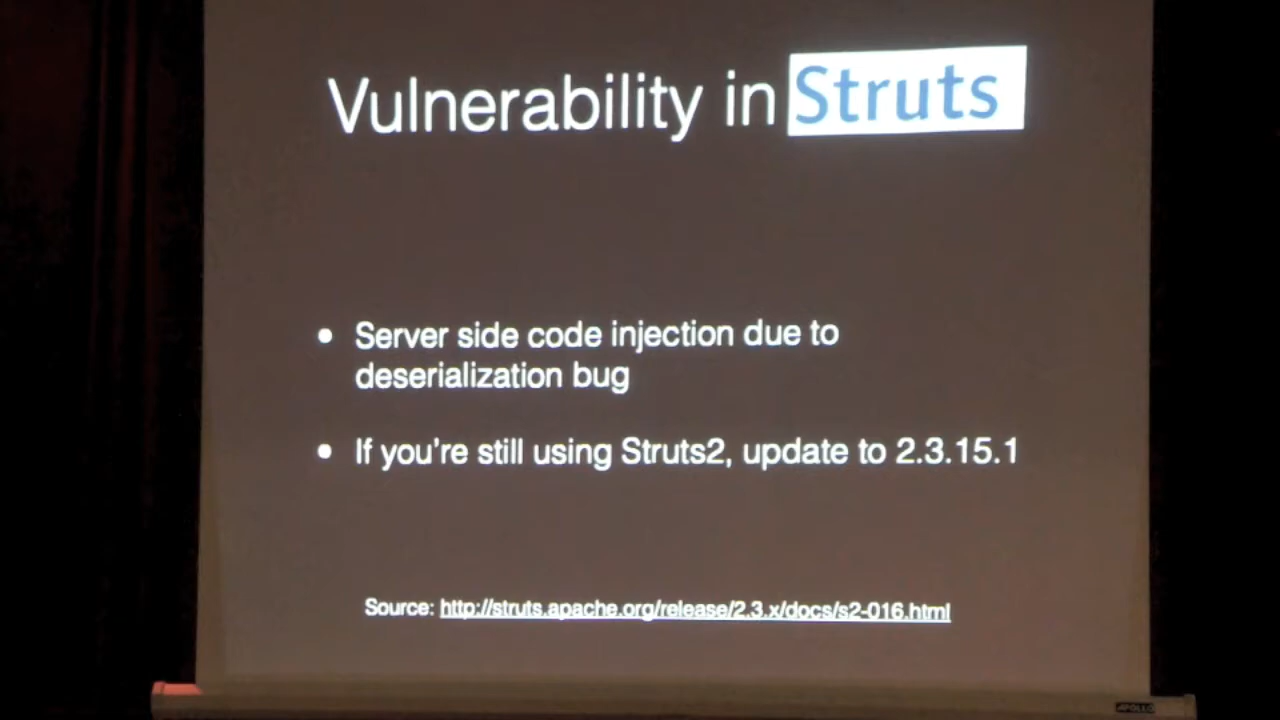 Vulnerability in Struts
• Server side code injection due to
deserialization bug
• If you're still using Struts2, update to 2.3.15.1
Source: http://struts.apache.org/release/2.3.x/docs/s2-016.html
APOLLO